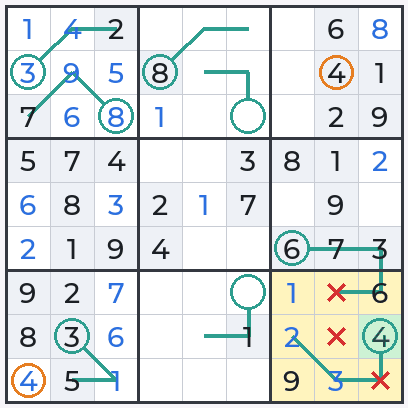 1 4 2 6 8
3 9 5 8 4 1
7 6 8 1 2 9
5 7 4 3 8 1 2
6 8 3 2 1 7 9
2 1 9 4 6 7 3
9 2 7 1 6
8 3 6 1 2 4
4 5 1 9 3